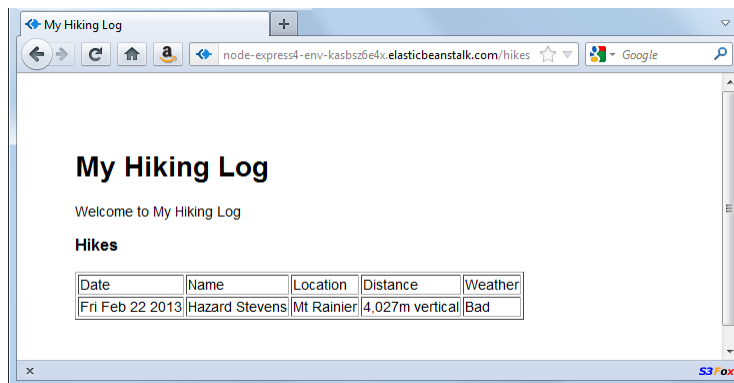 My Hiking Log
node-express4-env-kasbsz6e4x.elasticbeanstalk.com/hikes Google
My Hiking Log
Welcome to My Hiking Log
Hikes
Date Name Location Distance Weather
Fri Feb 22 2013 Hazard Stevens Mt Rainier 4,027m vertical Bad
x S3Fox